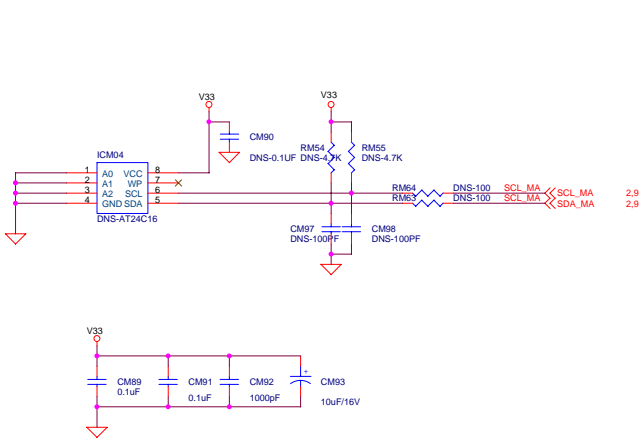 V33
V33
CM90
DNS-0.1UF
RM54
DNS-4.7K
RM55
DNS-4.7K
ICM04
1 A0 VCC 8
2 A1 WP 7
3 A2 SCL 6
4 GND SDA 5
DNS-AT24C16
RM64 DNS-100 SCL_MA SCL_MA 2,9
RM63 DNS-100 SCL_MA SDA_MA 2,9
CM97
DNS-100PF
CM98
DNS-100PF
V33
CM89
0.1uF
CM91
0.1uF
CM92
1000pF
+
CM93
10uF/16V